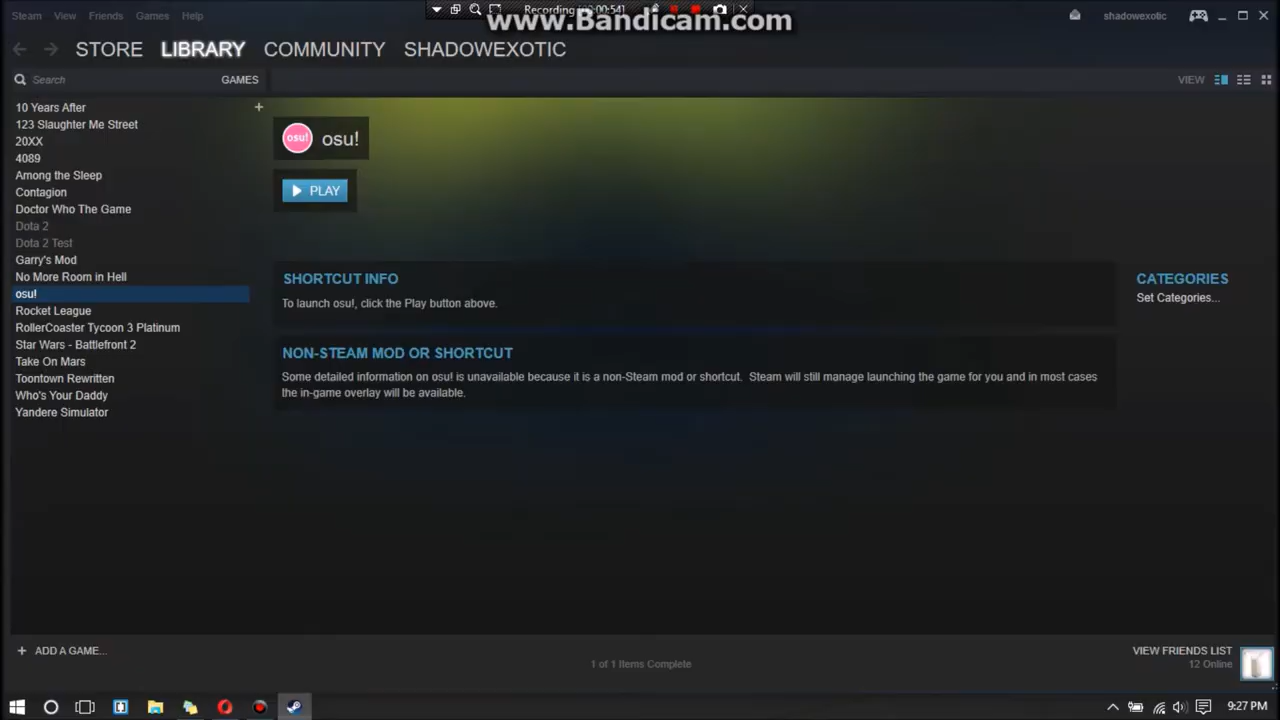 Recording [00:00:54]
www.Bandicam.com
Steam View Friends Games Help
shadowexotic
STORE LIBRARY COMMUNITY SHADOWEXOTIC
Search
GAMES
VIEW
10 Years After
123 Slaughter Me Street
20XX
4089
Among the Sleep
Contagion
Doctor Who The Game
Dota 2
Dota 2 Test
Garry's Mod
No More Room in Hell
osu!
Rocket League
RollerCoaster Tycoon 3 Platinum
Star Wars - Battlefront 2
Take On Mars
Toontown Rewritten
Who's Your Daddy
Yandere Simulator
+
osu! osu!
PLAY
SHORTCUT INFO
To launch osu!, click the Play button above.
NON-STEAM MOD OR SHORTCUT
Some detailed information on osu! is unavailable because it is a non-Steam mod or shortcut. Steam will still manage launching the game for you and in most cases
the in-game overlay will be available.
CATEGORIES
Set Categories...
+ ADD A GAME...
1 of 1 Items Complete
VIEW FRIENDS LIST
12 Online
9:27 PM